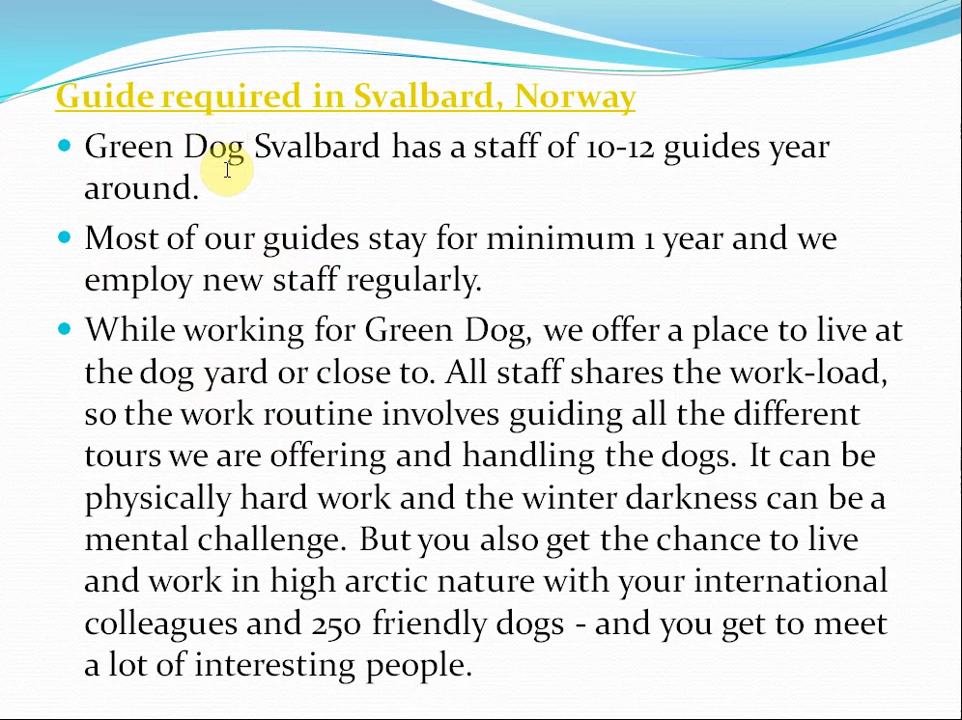 Guide required in Svalbard, Norway
Green Dog Svalbard has a staff of 10-12 guides year
around.
Most of our guides stay for minimum 1 year and we
employ new staff regularly.
While working for Green Dog, we offer a place to live at
the dog yard or close to. All staff shares the work-load,
so the work routine involves guiding all the different
tours we are offering and handling the dogs. It can be
physically hard work and the winter darkness can be a
mental challenge. But you also get the chance to live
and work in high arctic nature with your international
colleagues and 250 friendly dogs - and you get to meet
a lot of interesting people.